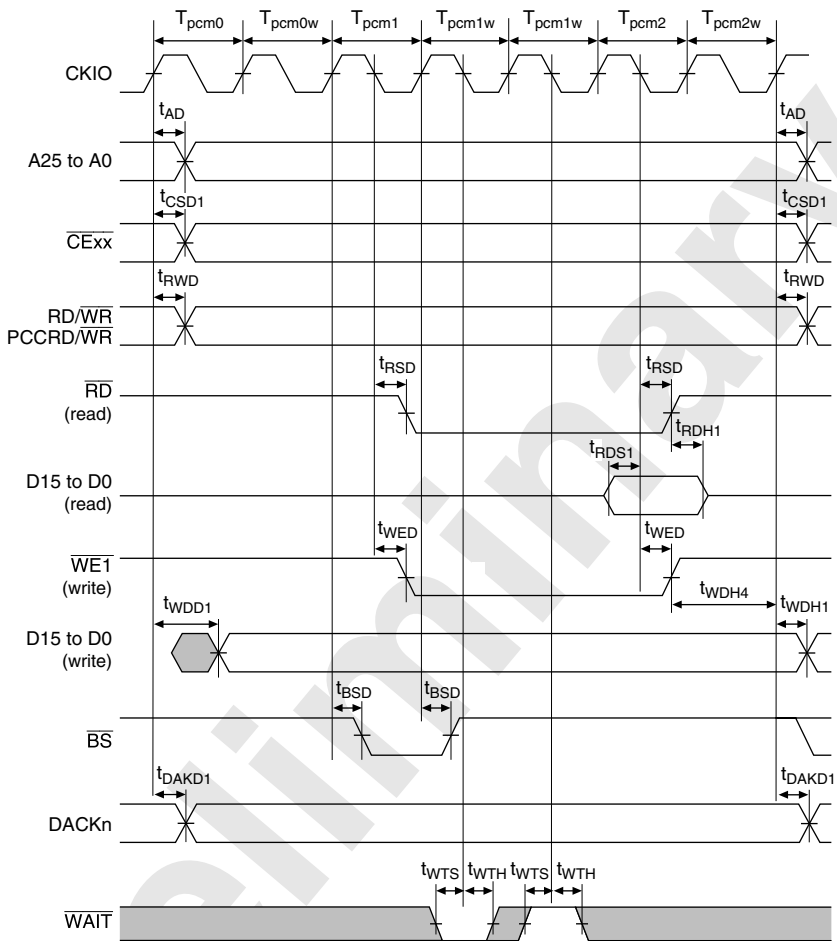 Tpcm0 Tpcm0w Tpcm1 Tpcm1w Tpcm1w Tpcm2 Tpcm2w
CKIO
tAD tAD
A25 to A0
tCSD1 tCSD1
CExx
tRWD tRWD
RD/WR
PCCRD/WR
tRSD tRSD
RD
(read)
tRDH1
tRDS1
D15 to D0
(read)
tWED tWED
WE1
(write)
tWDH4
tWDD1 tWDH1
D15 to D0
(write)
tBSD tBSD
BS
tDAKD1 tDAKD1
DACKn
tWTS tWTH tWTS tWTH
WAIT
eliminary